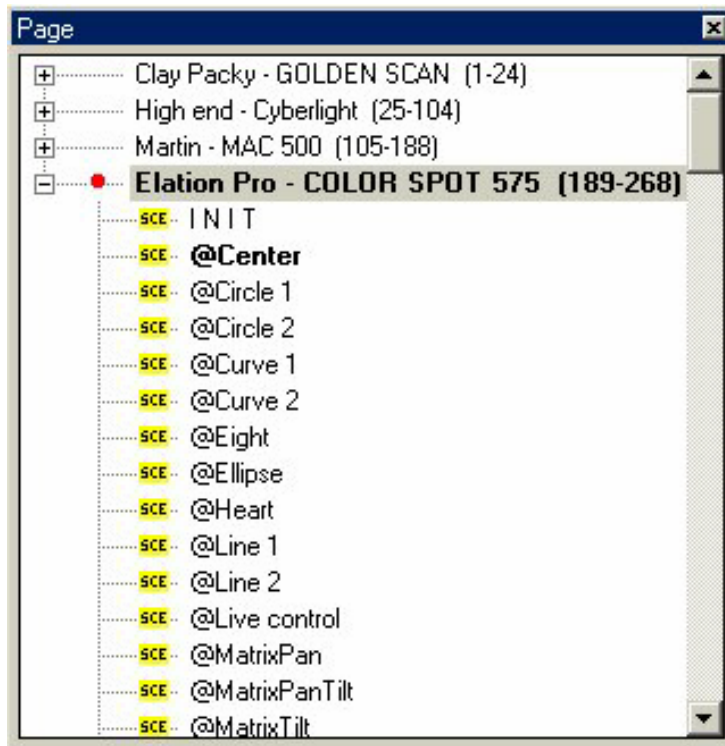 Page
Clay Packy - GOLDEN SCAN (1-24)
High end - Cyberlight (25-104)
Martin - MAC 500 (105-188)
Elation Pro - COLOR SPOT 575 (189-268)
SCE I N I T
SCE @Center
SCE @Circle 1
SCE @Circle 2
SCE @Curve 1
SCE @Curve 2
SCE @Eight
SCE @Ellipse
SCE @Heart
SCE @Line 1
SCE @Line 2
SCE @Live control
SCE @MatrixPan
SCE @MatrixPanTilt
SCE @MatrixTilt